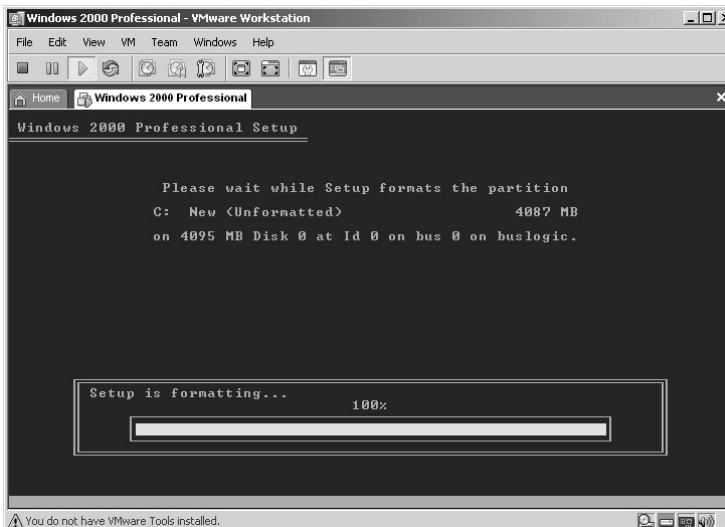 Windows 2000 Professional - VMware Workstation
File Edit View VM Team Windows Help
Home Windows 2000 Professional
Windows 2000 Professional Setup
Please wait while Setup formats the partition
C: New (Unformatted) 4087 MB
on 4095 MB Disk 0 at Id 0 on bus 0 on buslogic.
Setup is formatting...
100%
You do not have VMware Tools installed.